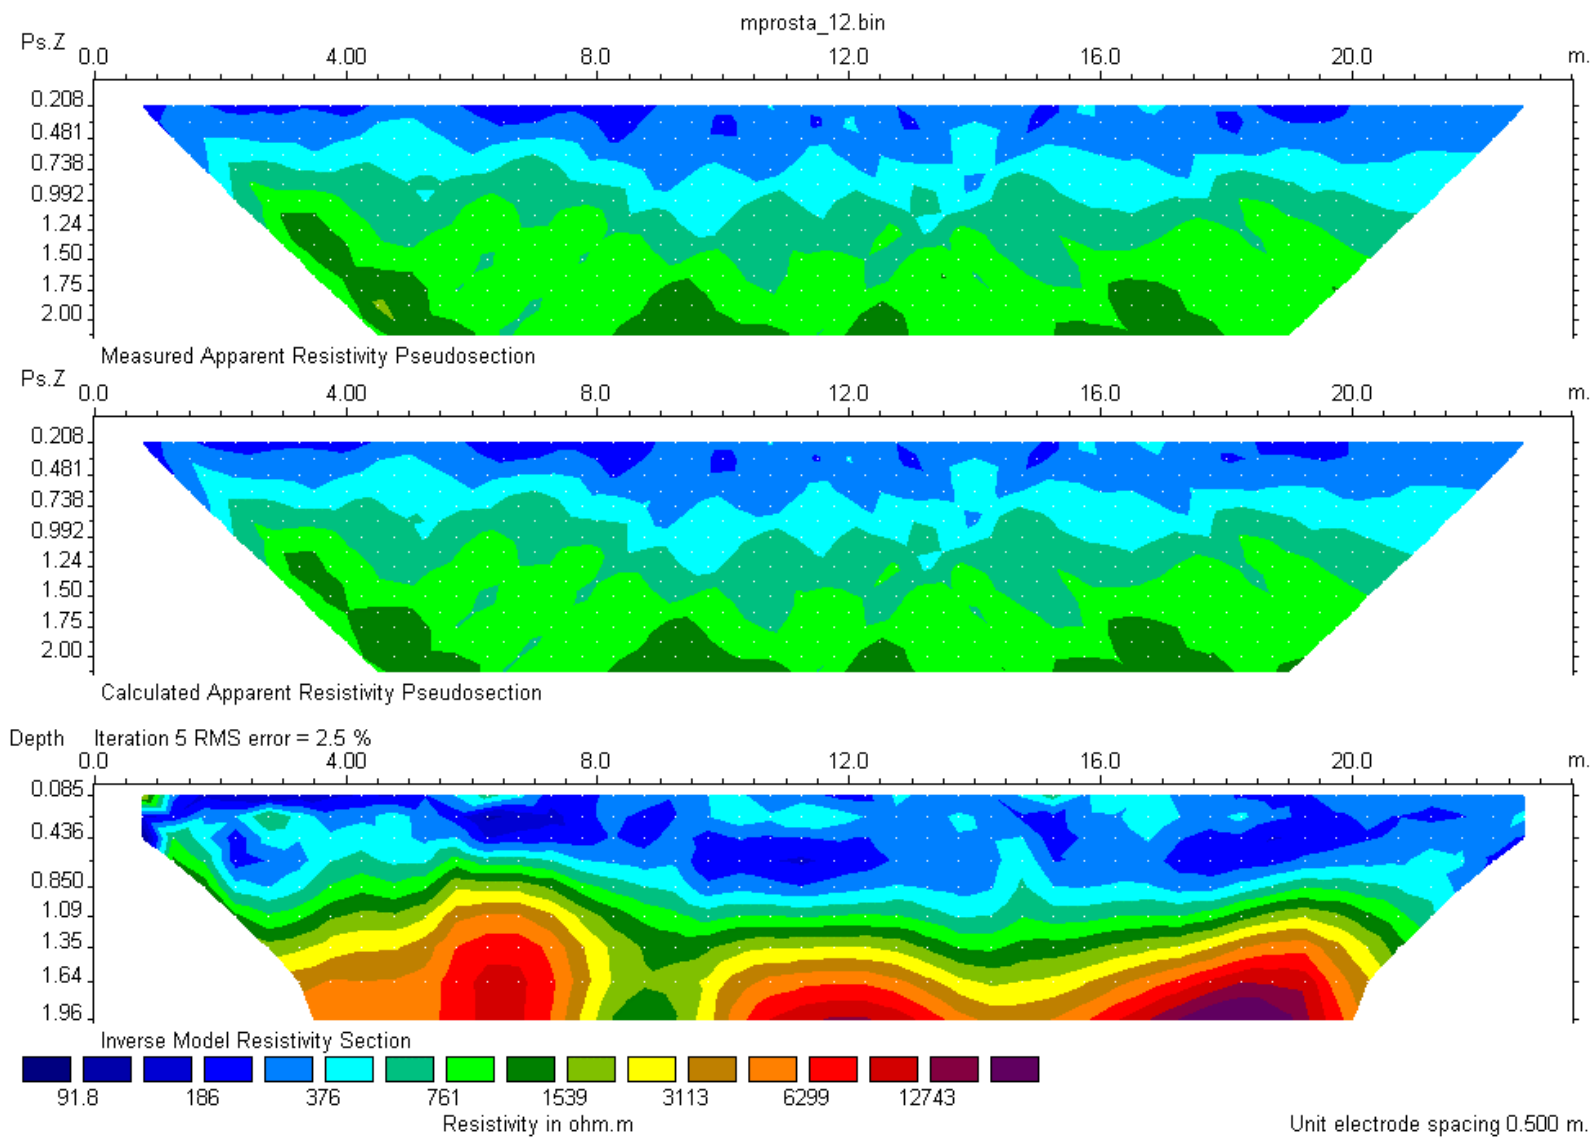 mprosta_12.bin
Ps.Z 0.0 4.00 8.0 12.0 16.0 20.0 m.
0.208
0.481
0.738
0.992
1.24
1.50
1.75
2.00
Measured Apparent Resistivity Pseudosection
Ps.Z 0.0 4.00 8.0 12.0 16.0 20.0 m.
0.208
0.481
0.738
0.992
1.24
1.50
1.75
2.00
Calculated Apparent Resistivity Pseudosection
Depth Iteration 5 RMS error = 2.5 %
0.0 4.00 8.0 12.0 16.0 20.0 m.
0.085
0.436
0.850
1.09
1.35
1.64
1.96
Inverse Model Resistivity Section
91.8 186 376 761 1539 3113 6299 12743
Resistivity in ohm.m
Unit electrode spacing 0.500 m.